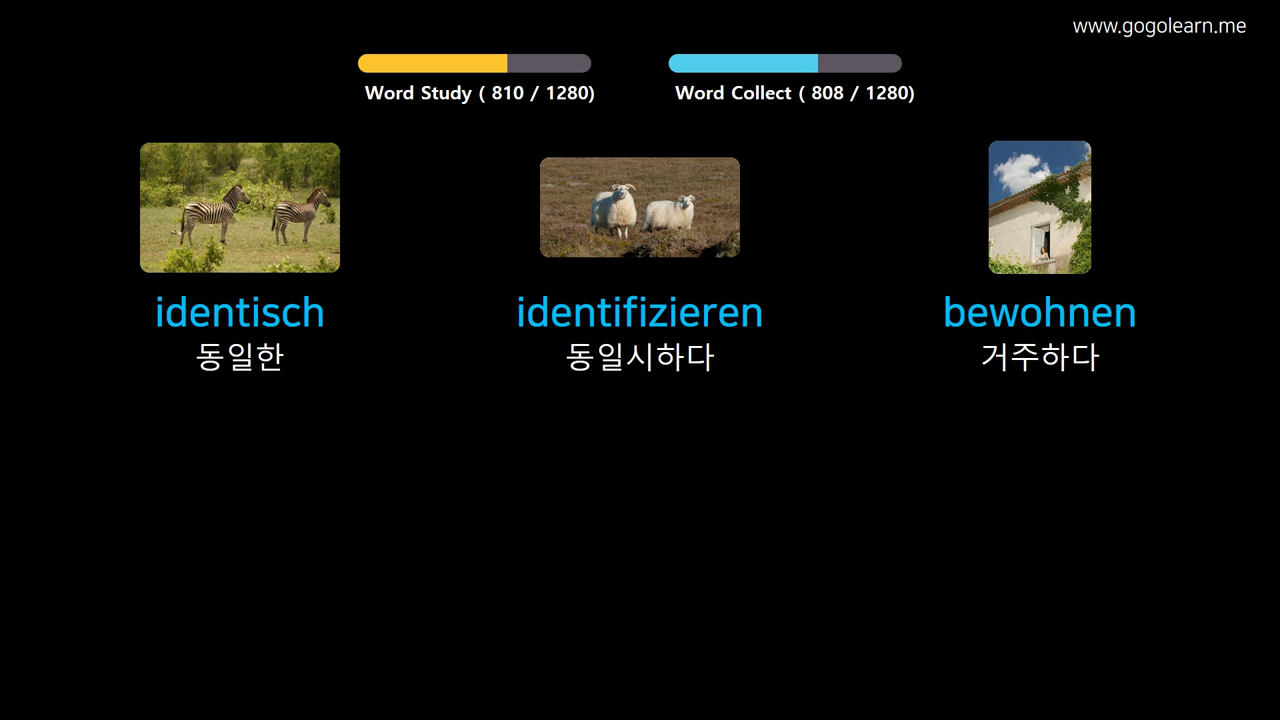 www.gogolearn.me
Word Study ( 810 / 1280)
Word Collect ( 808 / 1280)
identisch
동일한
identifizieren
동일시하다
bewohnen
거주하다